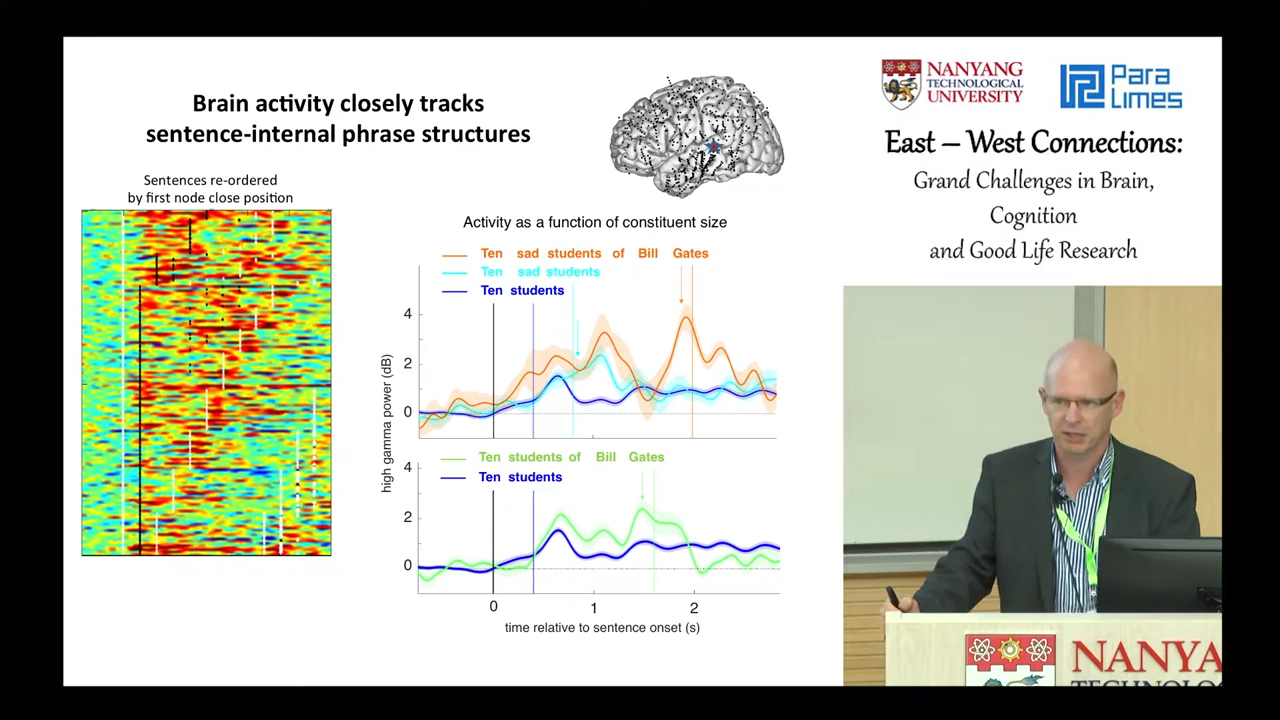 Brain activity closely tracks
sentence-internal phrase structures
Sentences re-ordered
by first node close position
Activity as a function of constituent size
Ten sad students of Bill Gates
Ten sad students
Ten students
4
2
0
Ten students of Bill Gates
Ten students
4
2
0
high gamma power (dB)
0 1 2
time relative to sentence onset (s)
NANYANG
TECHNOLOGICAL
UNIVERSITY
Para
Limes
East – West Connections:
Grand Challenges in Brain,
Cognition
and Good Life Research
NANYA
TECHNOLO